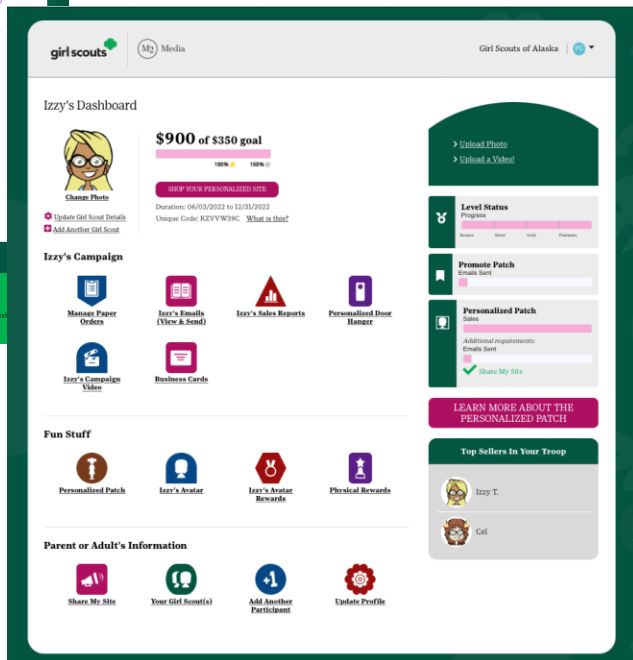 girl scouts
M2 Media
Girl Scouts of Alaska
Izzy's Dashboard
$900 of $350 goal
100%
150%
Change Photo
SHOP YOUR PERSONALIZED SITE
Duration: 06/03/2022 to 12/31/2022
Update Girl Scout Details
Unique Code: KZVVW39C What is this?
Add Another Girl Scout
Izzy's Campaign
Manage Paper
Orders
Izzy's Emails
(View & Send)
Izzy's Sales Reports
Personalized Door
Hanger
Izzy's Campaign
Video
Business Cards
Fun Stuff
Personalized Patch
Izzy's Avatar
Izzy's Avatar
Rewards
Physical Rewards
Parent or Adult's Information
Share My Site
Your Girl Scout(s)
+1
Add Another
Participant
Update Profile
> Upload Photo
> Upload a Video!
Level Status
Progress
Bronze Silver Gold Platinum
Promote Patch
Emails Sent
Personalized Patch
Sales
Additional requirements:
Emails Sent
Share My Site
LEARN MORE ABOUT THE
PERSONALIZED PATCH
Top Sellers In Your Troop
Izzy T.
Cel